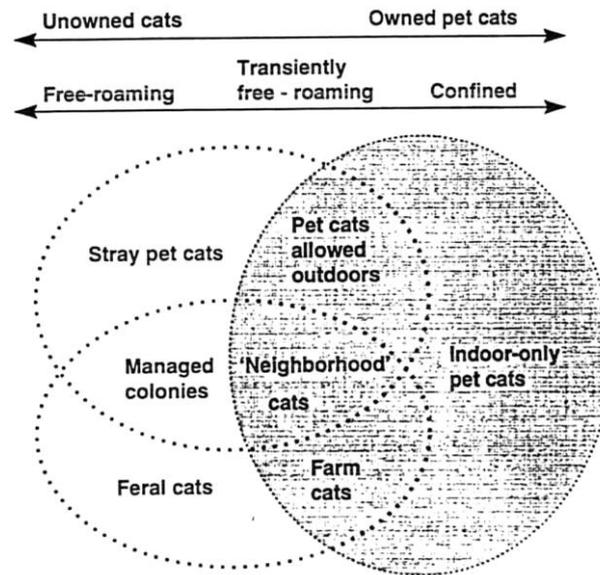 Unowned cats Owned pet cats
Transiently
Free-roaming free - roaming Confined
Pet cats
allowed
outdoors
Stray pet cats
Managed
colonies
'Neighborhood'
cats
Indoor-only
pet cats
Feral cats
Farm
cats